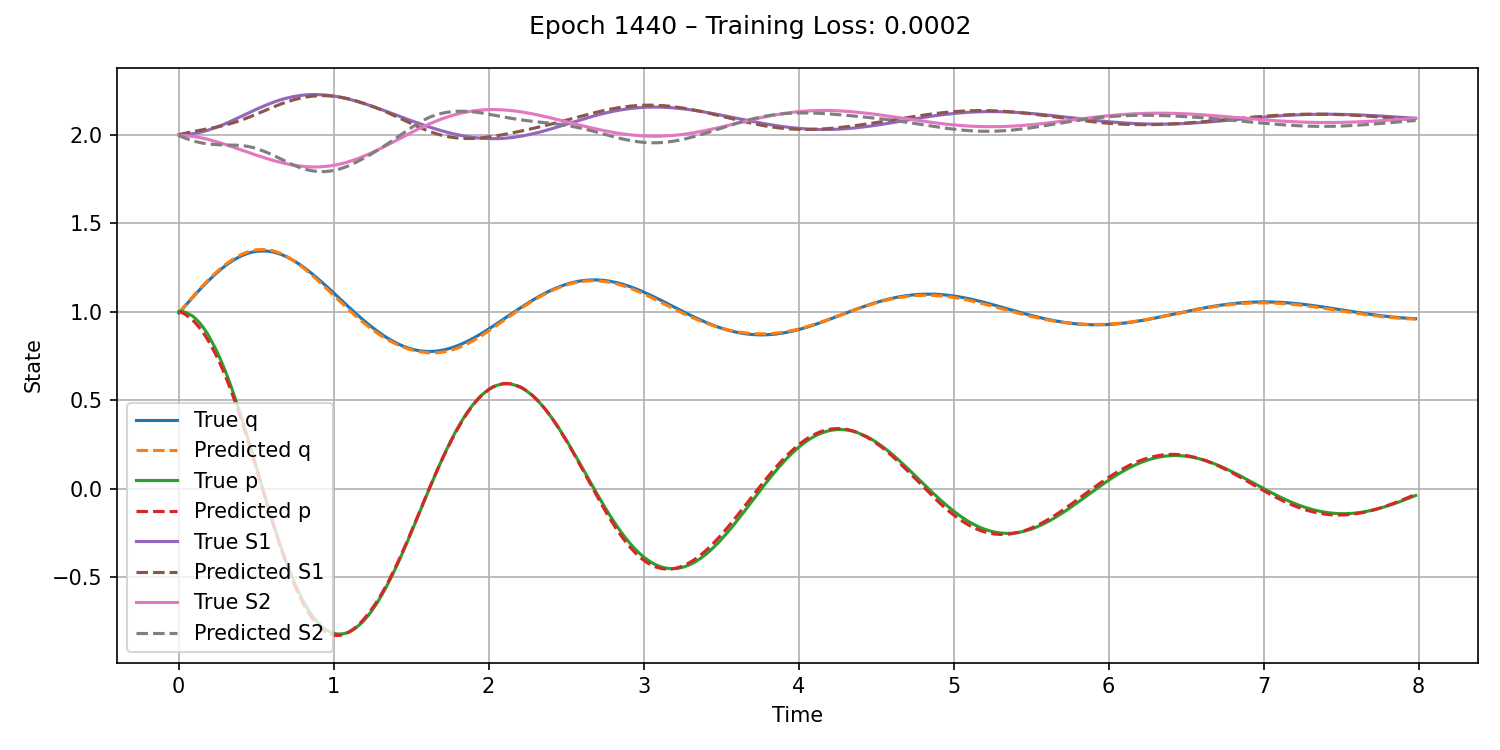 Epoch 1440 – Training Loss: 0.0002
2.0
1.5
1.0
0.5
0.0
−0.5
State
True q
Predicted q
True p
Predicted p
True S1
Predicted S1
True S2
Predicted S2
0 1 2 3 4 5 6 7 8
Time